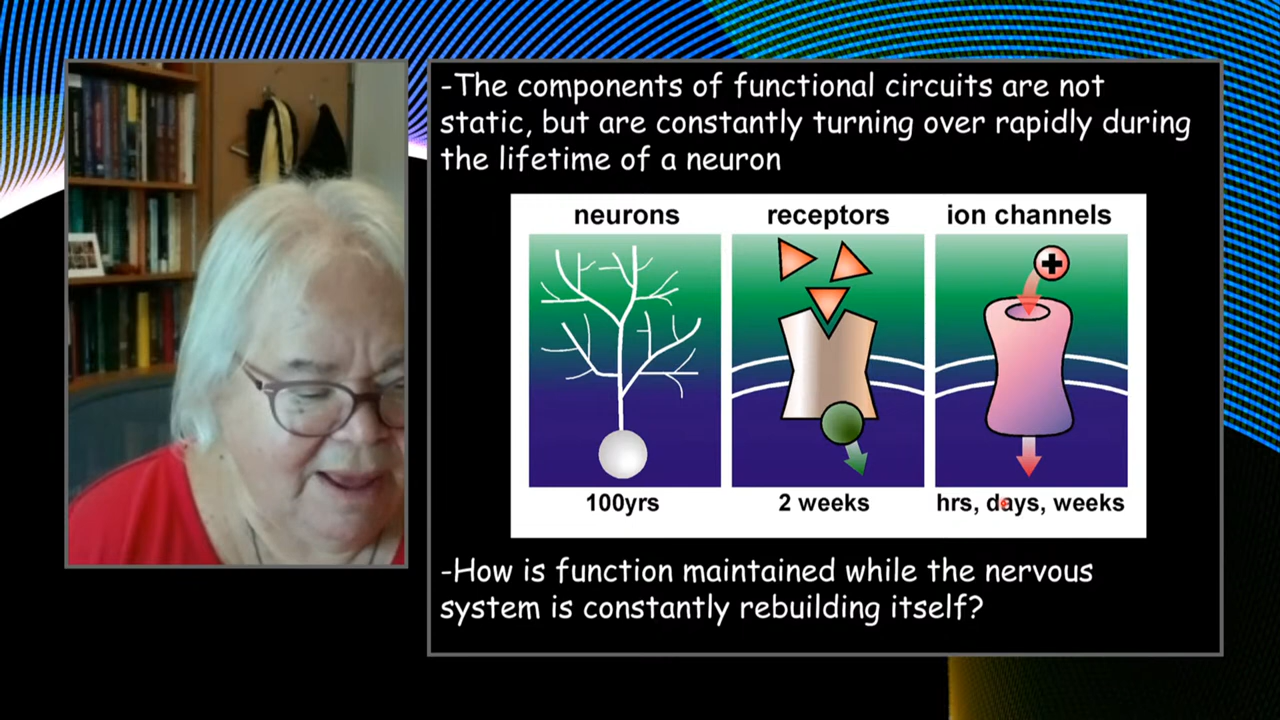 -The components of functional circuits are not
static, but are constantly turning over rapidly during
the lifetime of a neuron
neurons
receptors
ion channels
+
100yrs
2 weeks
hrs, days, weeks
-How is function maintained while the nervous
system is constantly rebuilding itself?